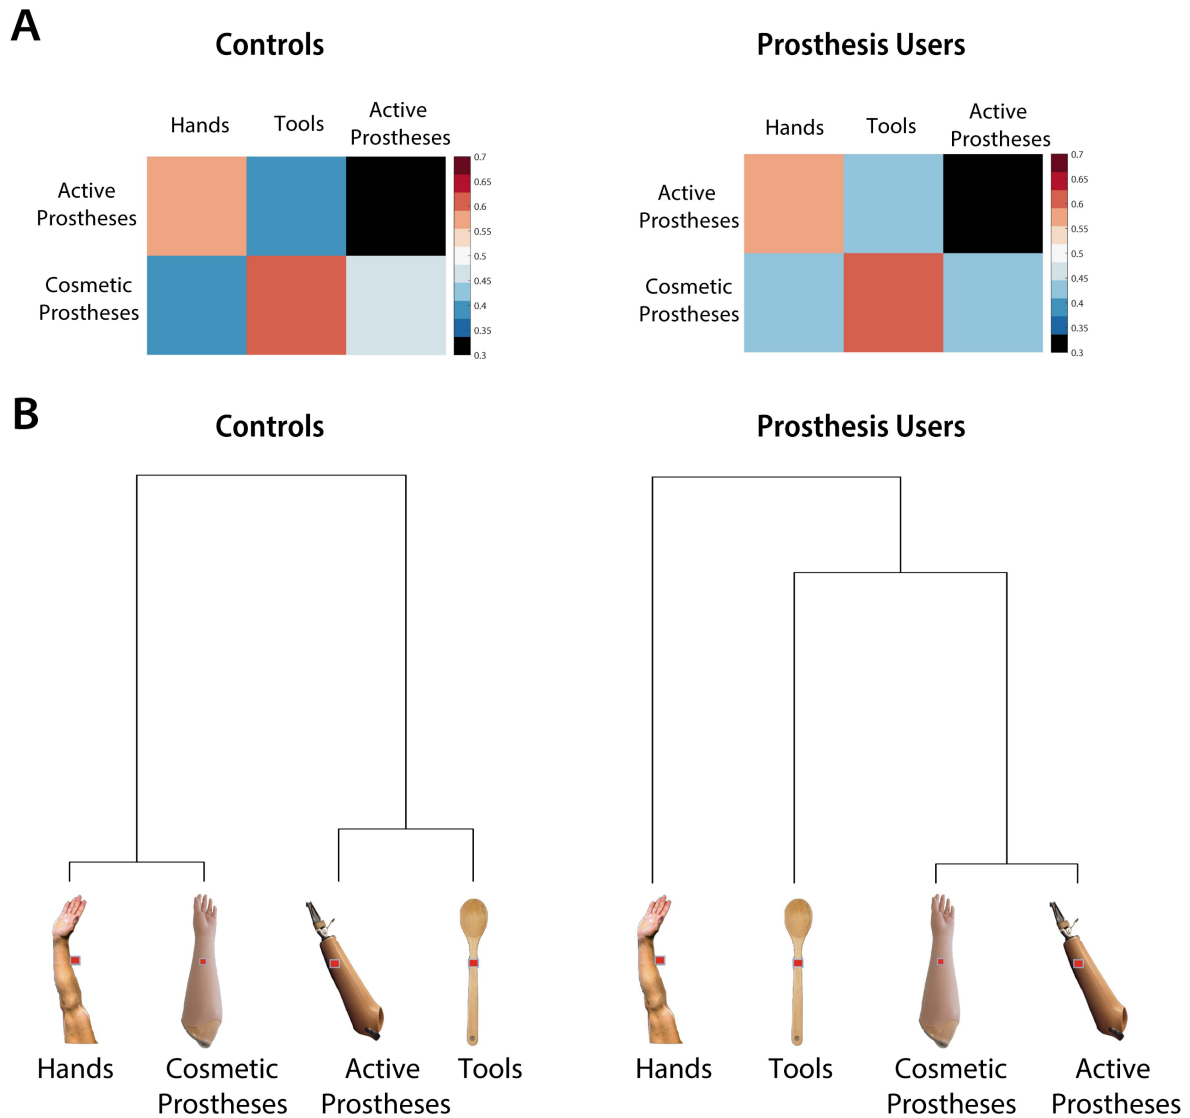 A
Controls
Prosthesis Users
Hands
Tools
Active
Prostheses
Active
Prostheses
Cosmetic
Prostheses
0.7
0.65
0.6
0.55
0.5
0.45
0.4
0.35
0.3
Hands
Tools
Active
Prostheses
Active
Prostheses
Cosmetic
Prostheses
0.7
0.65
0.6
0.55
0.5
0.45
0.4
0.35
0.3
B
Controls
Prosthesis Users
Hands
Cosmetic
Prostheses
Active
Prostheses
Tools
Hands
Tools
Cosmetic
Prostheses
Active
Prostheses